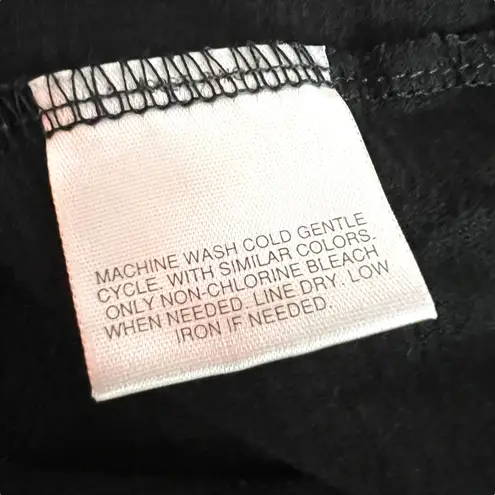 MACHINE WASH COLD GENTLE
CYCLE. WITH SIMILAR COLORS.
ONLY NON-CHLORINE BLEACH
WHEN NEEDED. LINE DRY. LOW
IRON IF NEEDED.